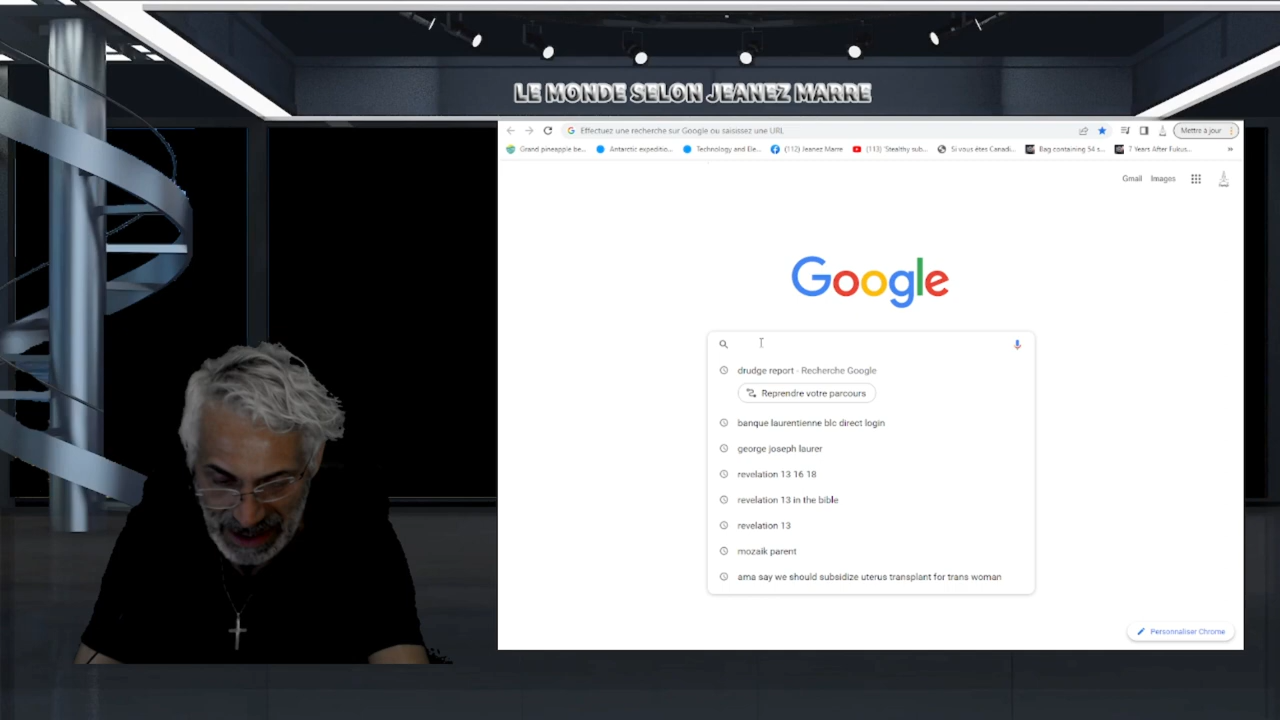 LE MONDE SELON JEANEZ MARRE
Effectuez une recherche sur Google ou saisissez une URL
Mettre à jour
Grand pineapple be...
Antarctic expeditio...
Technology and Ele...
(112) Jeanez Marre
(113) 'Stealthy sub...
Si vous êtes Canadi...
Bag containing 54 s...
7 Years After Fukus...
»
Gmail
Images
Google
drudge report - Recherche Google
Reprendre votre parcours
banque laurentienne blc direct login
george joseph laurer
revelation 13 16 18
revelation 13 in the bible
revelation 13
mozaik parent
ama say we should subsidize uterus transplant for trans woman
Personnaliser Chrome